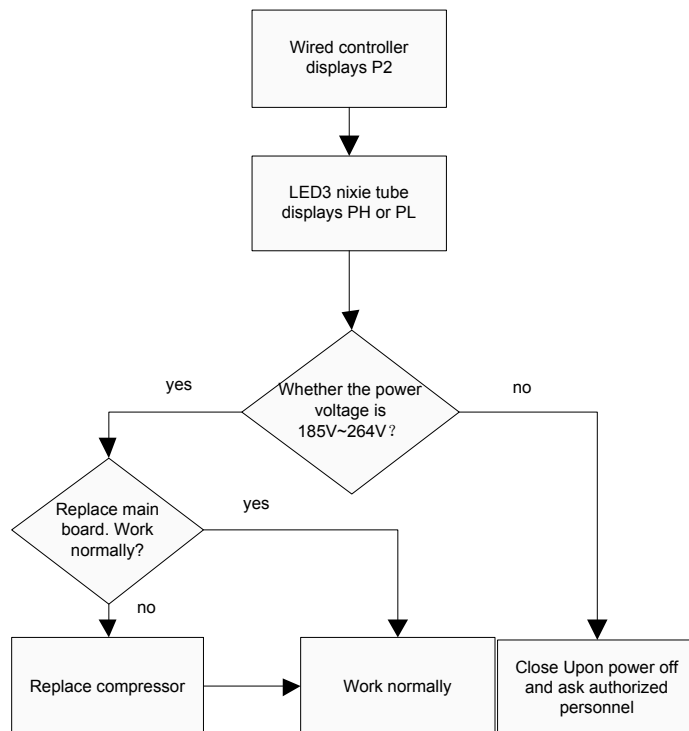 Wired controller
displays P2
LED3 nixie tube
displays PH or PL
yes
Whether the power
voltage is
185V~264V？
no
Replace main
board. Work
normally?
yes
no
Replace compressor
Work normally
Close Upon power off
and ask authorized
personnel